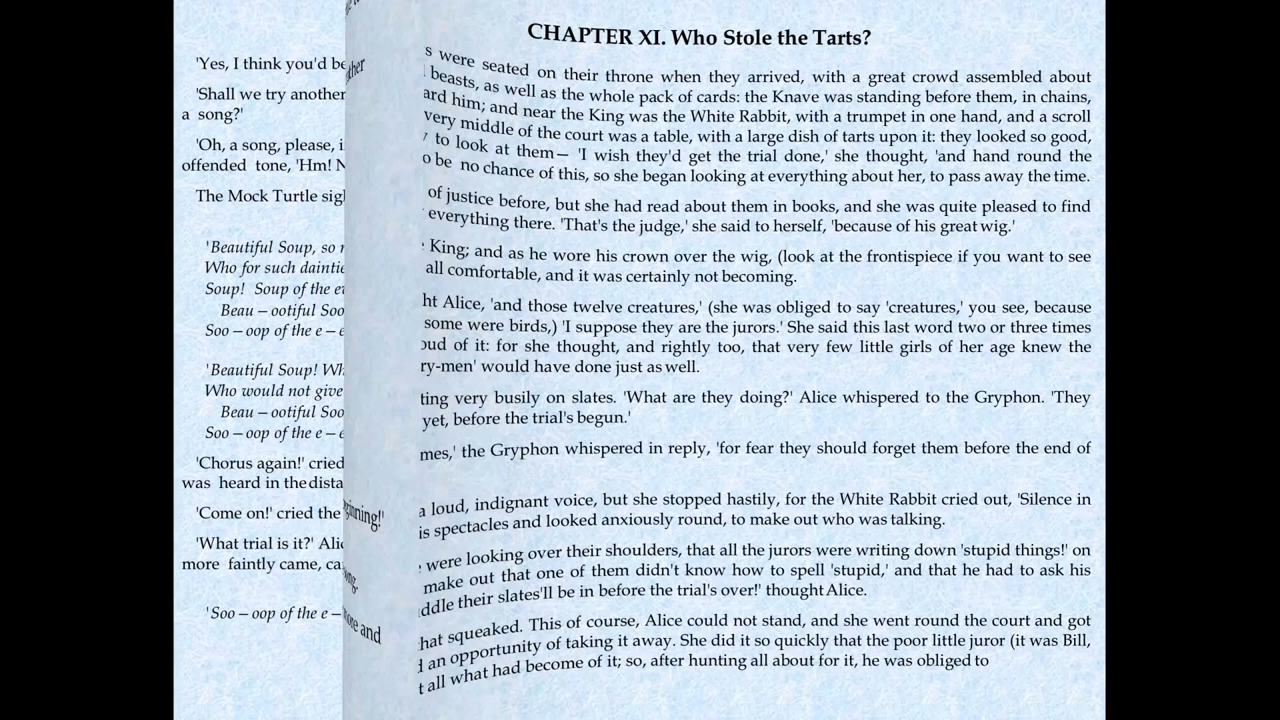 'Yes, I think you'd
'Shall we try another
a song?'
'Oh, a song, please,
offended tone, 'Hm!
The Mock Turtle
'Beautiful Soup, so
Who for such
Soup! Soup of the
Beau — ootiful
Soo — oop of the e —
'Beautiful Soup!
Who would not give
Beau — ootiful
Soo — oop of the e —
'Chorus again!' cried
was heard in the
'Come on!' cried the
'What trial is it?'
more faintly came,
'Soo — oop of the e —
and
CHAPTER XI. Who Stole the Tarts?
were seated on their throne when they arrived, with a great crowd assembled about
beasts, as well as the whole pack of cards: the Knave was standing before them, in chains,
him; and near the King was the White Rabbit, with a trumpet in one hand, and a scroll
very middle of the court was a table, with a large dish of tarts upon it: they looked so good,
to look at them— 'I wish they'd get the trial done,' she thought, 'and hand round the
be no chance of this, so she began looking at everything about her, to pass away the time.
of justice before, but she had read about them in books, and she was quite pleased to find
everything there. 'That's the judge,' she said to herself, 'because of his great wig.'
King; and as he wore his crown over the wig, (look at the frontispiece if you want to see
all comfortable, and it was certainly not becoming.
Alice, 'and those twelve creatures,' (she was obliged to say 'creatures,' you see, because
some were birds,) 'I suppose they are the jurors.' She said this last word two or three times
of it: for she thought, and rightly too, that very few little girls of her age knew the
would have done just as well.
very busily on slates. 'What are they doing?' Alice whispered to the Gryphon. 'They
yet, before the trial's begun.'
the Gryphon whispered in reply, 'for fear they should forget them before the end of
a loud, indignant voice, but she stopped hastily, for the White Rabbit cried out, 'Silence in
spectacles and looked anxiously round, to make out who was talking.
were looking over their shoulders, that all the jurors were writing down 'stupid things!' on
make out that one of them didn't know how to spell 'stupid,' and that he had to ask his
their slates'll be in before the trial's over!' thought Alice.
squeaked. This of course, Alice could not stand, and she went round the court and got
an opportunity of taking it away. She did it so quickly that the poor little juror (it was Bill,
all what had become of it; so, after hunting all about for it, he was obliged to